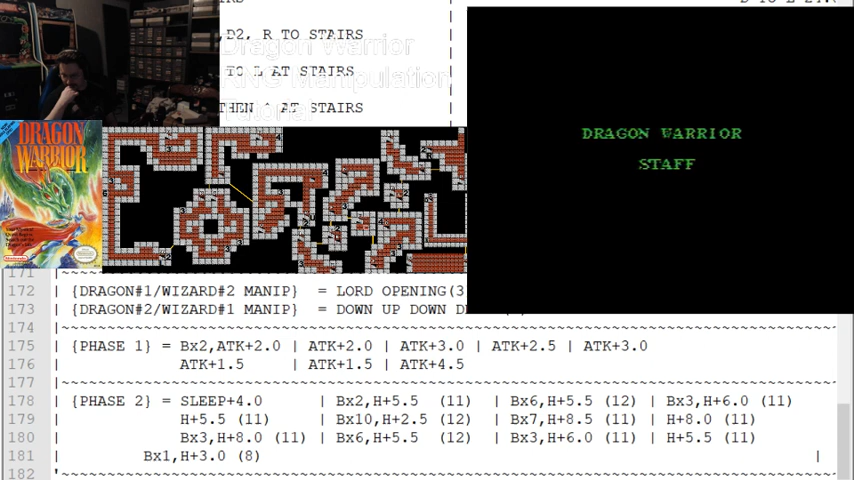 ,D2, R TO STAIRS
Dragon Warrior
TO L AT STAIRS
RNG Manipulation
Tutorial
THEN ^ AT STAIRS
DRAGON
WARRIOR
DRAGON WARRIOR
STAFF
171
172 | {DRAGON#1/WIZARD#2 MANIP} = LORD OPENING(3
173 | {DRAGON#2/WIZARD#1 MANIP} = DOWN UP DOWN
174
175 | {PHASE 1} = Bx2,ATK+2.0 | ATK+2.0 | ATK+3.0 | ATK+2.5 | ATK+3.0
176 | ATK+1.5 | ATK+1.5 | ATK+4.5
177
178 | {PHASE 2} = SLEEP+4.0 | Bx2,H+5.5 (11) | Bx6,H+5.5 (12) | Bx3,H+6.0 (11)
179 | H+5.5 (11) | Bx10,H+2.5 (12) | Bx7,H+8.5 (11) | H+8.0 (11)
180 | Bx3,H+8.0 (11) | Bx6,H+5.5 (12) | Bx3,H+6.0 (11) | H+5.5 (11)
181 | Bx1,H+3.0 (8) |
182